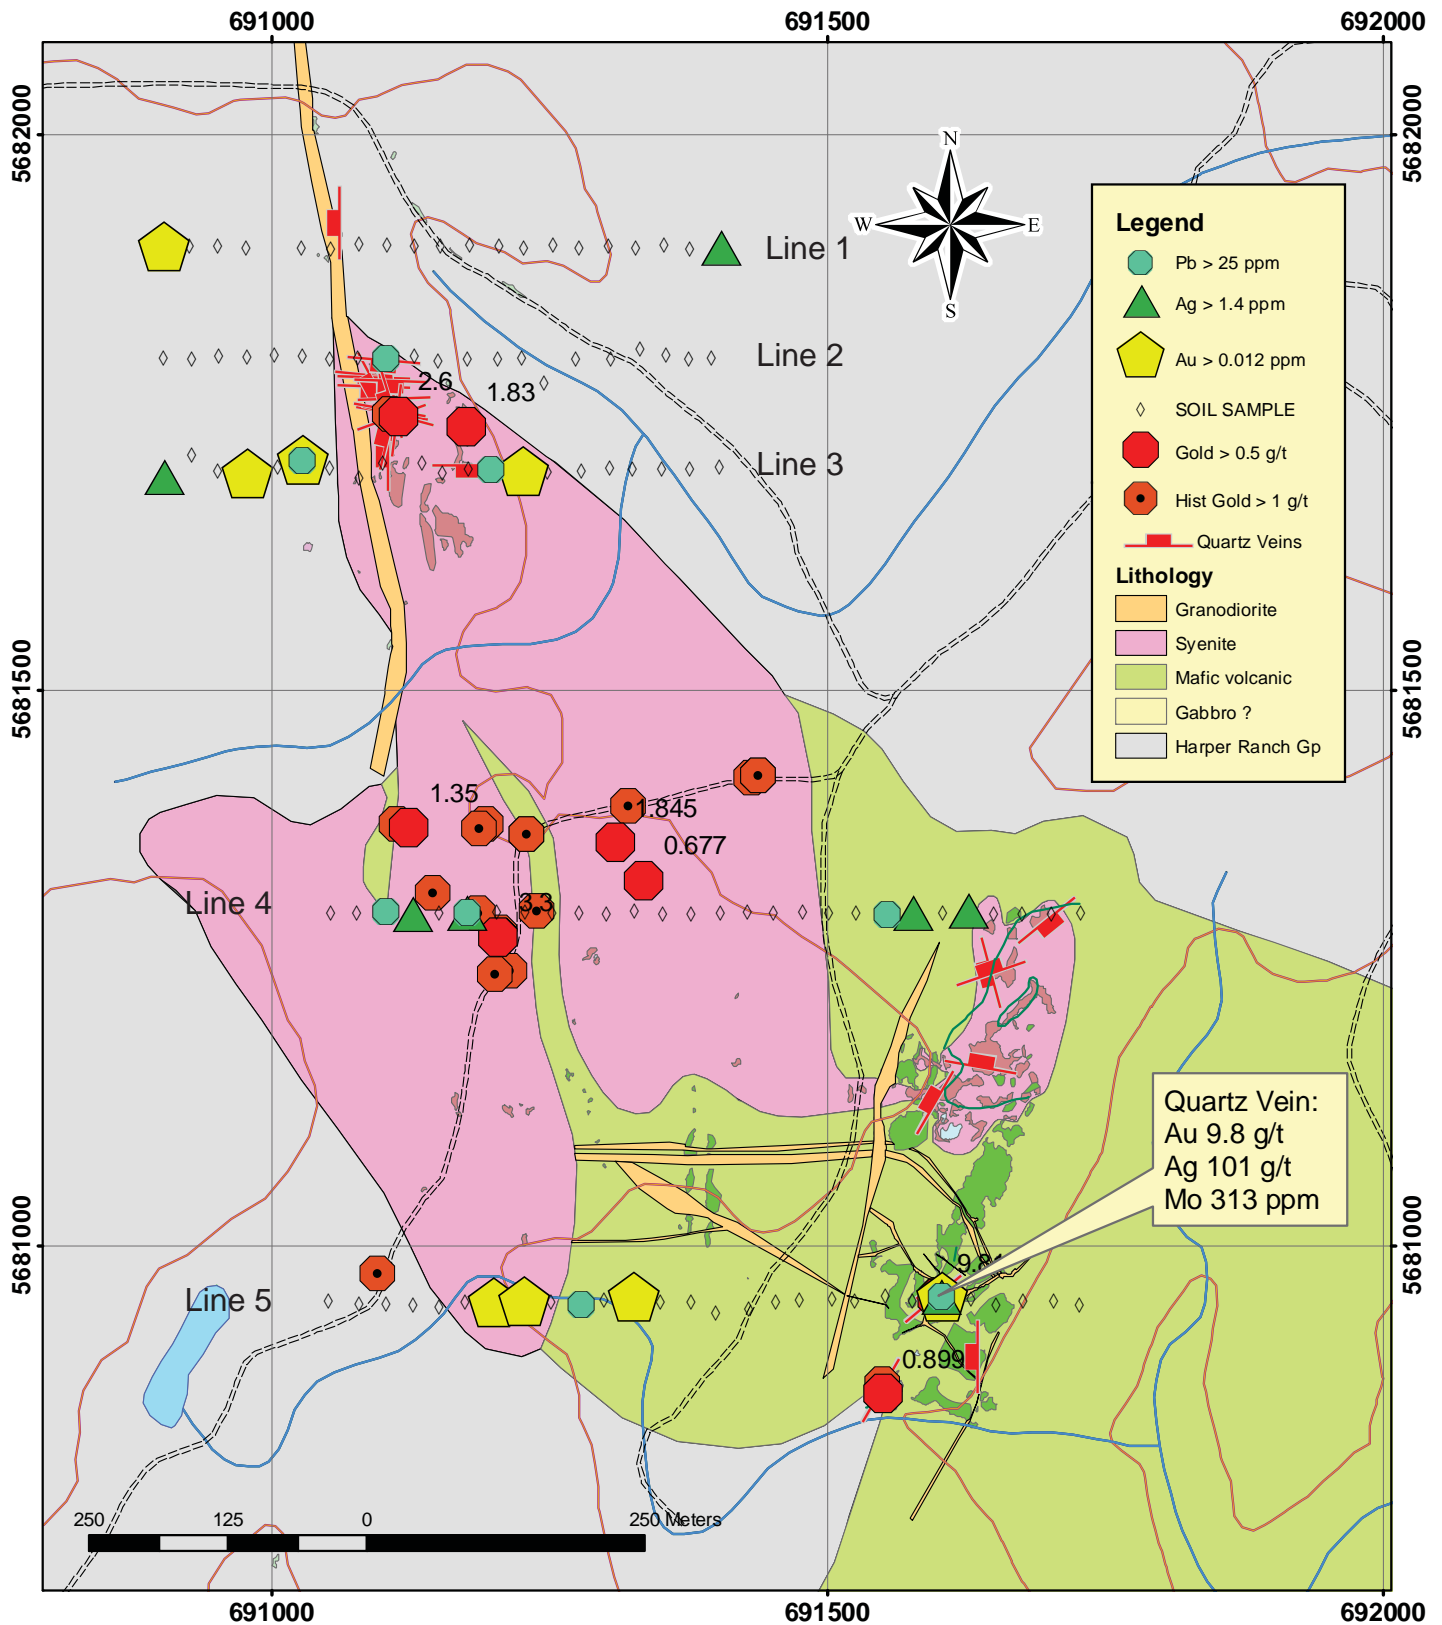 691000 691500 692000
5682000 5682000
N
W E
S
Legend
Pb > 25 ppm
Ag > 1.4 ppm
Au > 0.012 ppm
SOIL SAMPLE
Gold > 0.5 g/t
Hist Gold > 1 g/t
Quartz Veins
Lithology
Granodiorite
Syenite
Mafic volcanic
Gabbro ?
Harper Ranch Gp
Line 1
Line 2
2.6
1.83
Line 3
5681500 5681500
1.35
1.845
0.677
Line 4
3.3
Quartz Vein:
Au 9.8 g/t
Ag 101 g/t
Mo 313 ppm
5681000 5681000
Line 5
0.899
250 125 0 250 Meters
691000 691500 692000